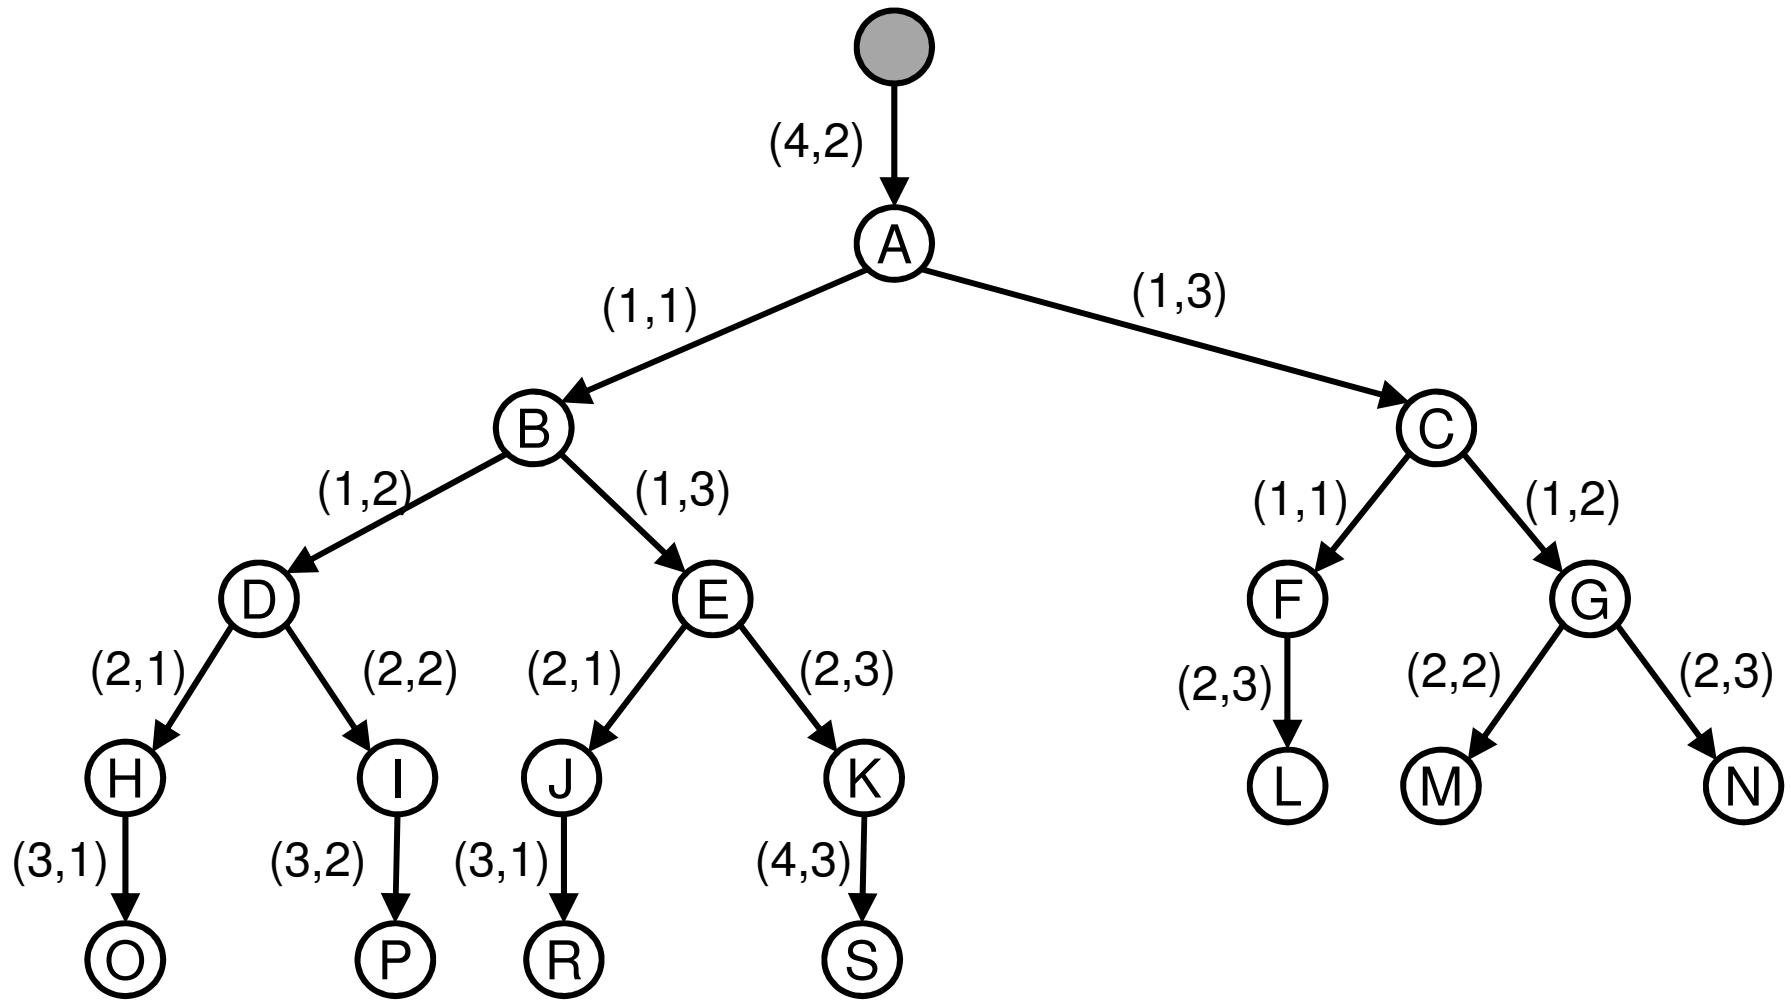 (4,2)
A
(1,1)
(1,3)
B
C
(1,2)
(1,3)
(1,1)
(1,2)
D
E
F
G
(2,1)
(2,2)
(2,1)
(2,3)
(2,3)
(2,2)
(2,3)
H
I
J
K
L
M
N
(3,1)
(3,2)
(3,1)
(4,3)
O
P
R
S